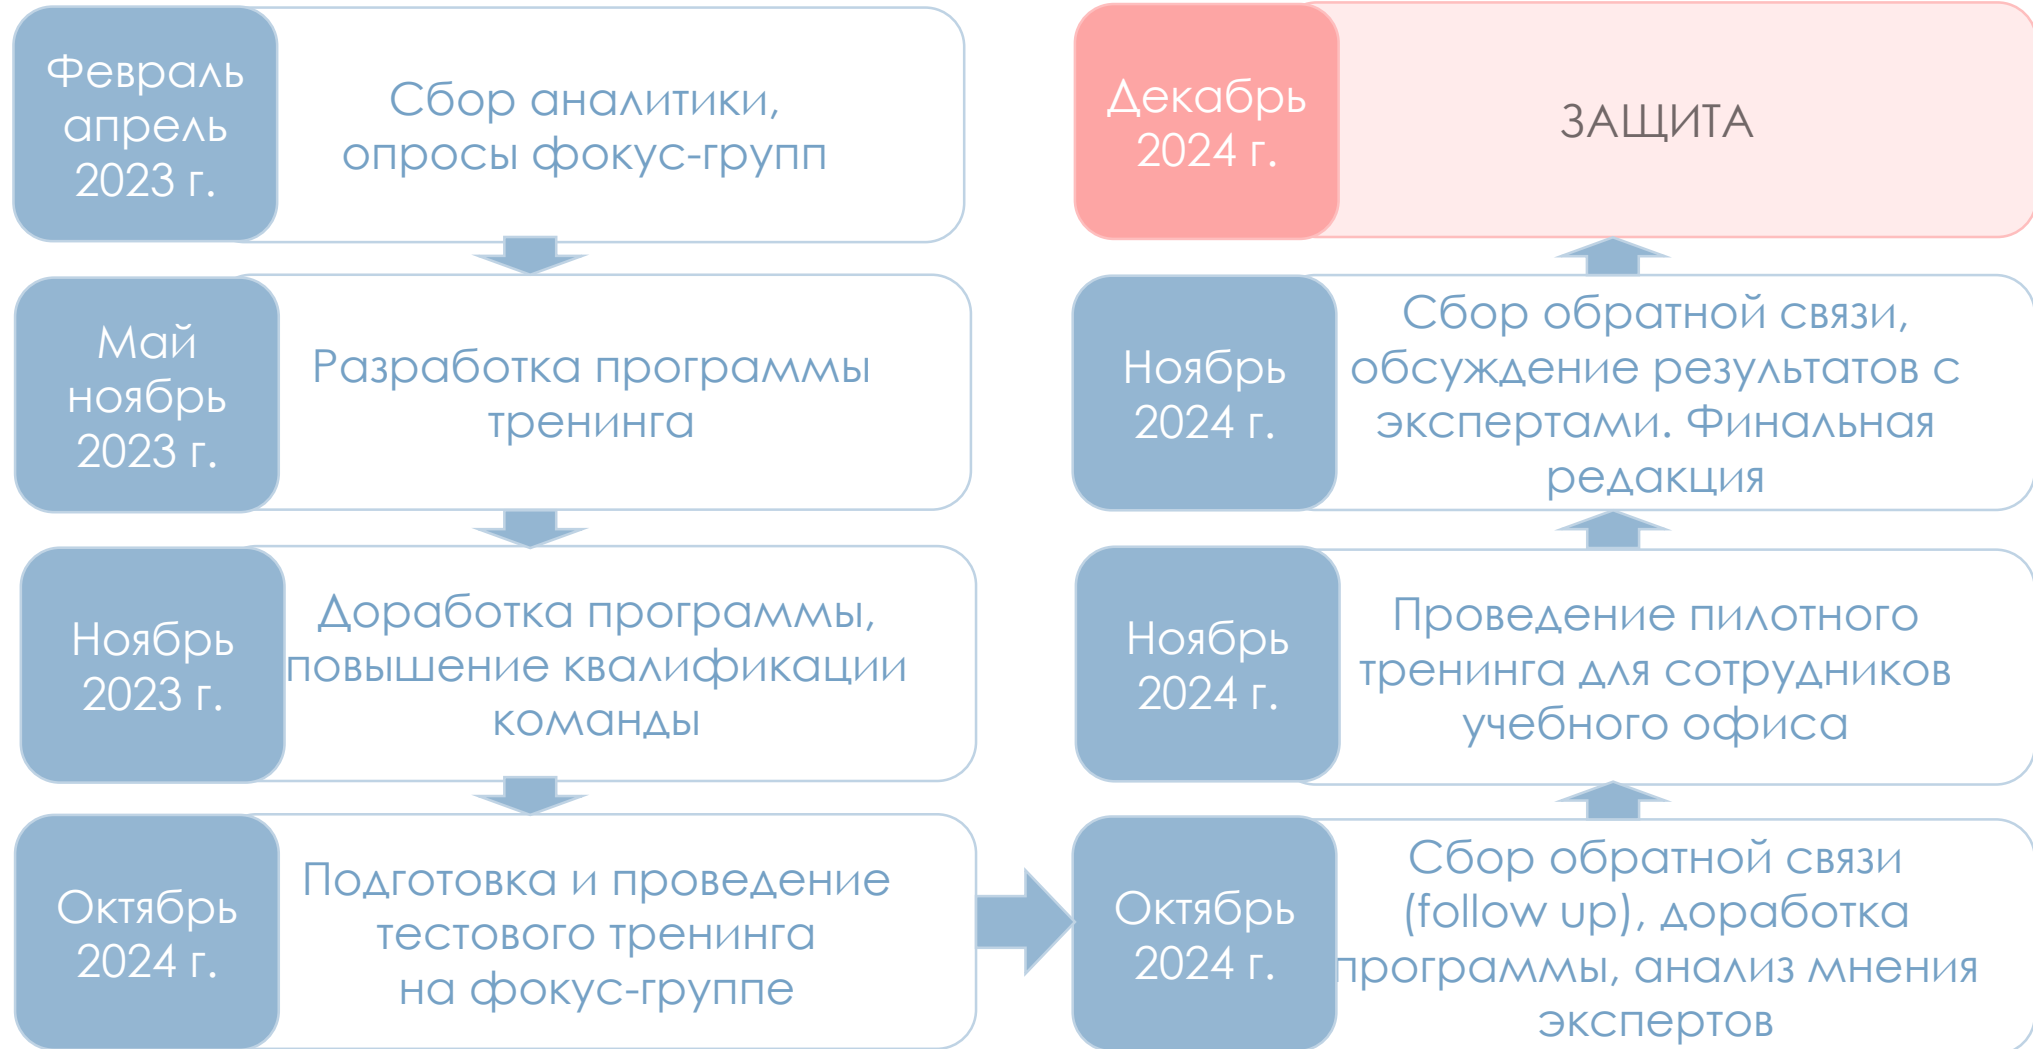 Февраль
апрель
2023 г.
Сбор аналитики,
опросы фокус-групп
Май
ноябрь
2023 г.
Разработка программы
тренинга
Ноябрь
2023 г.
Доработка программы,
повышение квалификации
команды
Октябрь
2024 г.
Подготовка и проведение
тестового тренинга
на фокус-группе
Октябрь
2024 г.
Сбор обратной связи
(follow up), доработка
программы, анализ мнения
экспертов
Ноябрь
2024 г.
Проведение пилотного
тренинга для сотрудников
учебного офиса
Ноябрь
2024 г.
Сбор обратной связи,
обсуждение результатов с
экспертами. Финальная
редакция
Декабрь
2024 г.
ЗАЩИТА